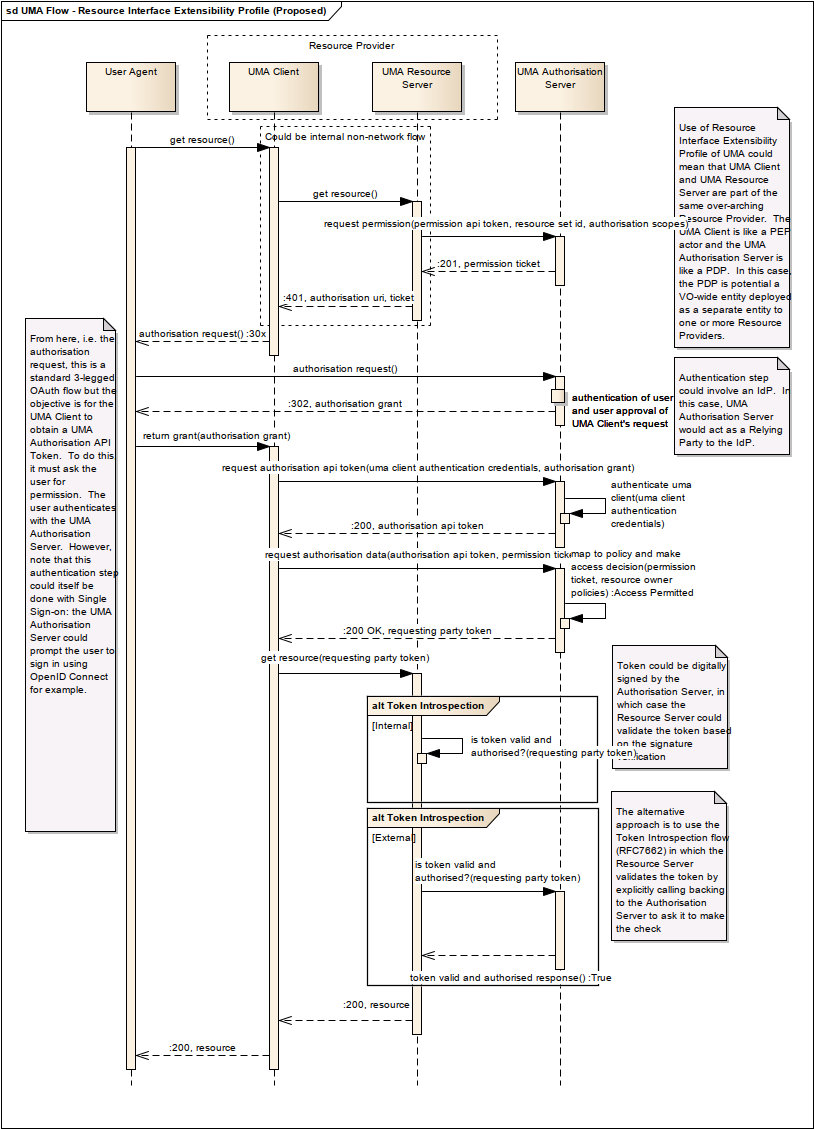 sd UMA Flow - Resource Interface Extensibility Profile (Proposed)
Resource Provider
User Agent
UMA Client
UMA Resource
Server
UMA Authorisation
Server
Could be internal non-network flow
get resource()
get resource()
request permission(permission api token, resource set id, authorisation scopes)
:201, permission ticket
:401, authorisation uri, ticket
authorisation request() :30x
Use of Resource
Interface Extensibility
Profile of UMA could
mean that UMA Client
and UMA Resource
Server are part of the
same over-arching
Resource Provider.  The
UMA Client is like a PEP
actor and the UMA
Authorisation Server is
like a PDP.  In this case,
the PDP is potential a
VO-wide entity deployed
as a separate entity to
one or more Resource
Providers.
From here, i.e. the
authorisation
request, this is a
standard 3-legged
OAuth flow but the
objective is for the
UMA Client to
obtain a UMA
Authorisation API
Token.  To do this
it must ask the
user for
permission.  The
user authenticates
with the UMA
Authorisation
Server.  However,
note that this
authentication step
could itself be
done with Single
Sign-on: the UMA
Authorisation
Server could
prompt the user to
sign in using
OpenID Connect
for example.
authorisation request()
authentication of user
and user approval of
UMA Client's request
:302, authorisation grant
Authentication step
could involve an IdP.  In
this case, UMA
Authorisation Server
would act as a Relying
Party to the IdP.
return grant(authorisation grant)
request authorisation api token(uma client authentication credentials, authorisation grant)
authenticate uma
client(uma client
authentication
credentials)
:200, authorisation api token
request authorisation data(authorisation api token, permission
map to policy and make
access decision(permission
ticket, resource owner
policies) :Access Permitted
:200 OK, requesting party token
get resource(requesting party token)
alt Token Introspection
[Internal]
is token valid and
authorised?(requesting party token)
Token could be digitally
signed by the
Authorisation Server, in
which case the
Resource Server could
validate the token based
on the signature
verification
alt Token Introspection
[External]
is token valid and
authorised?(requesting party token)
token valid and authorised response() :True
The alternative
approach is to use the
Token Introspection flow
(RFC7662) in which the
Resource Server
validates the token by
explicitly calling backing
to the Authorisation
Server to ask it to make
the check
:200, resource
:200, resource